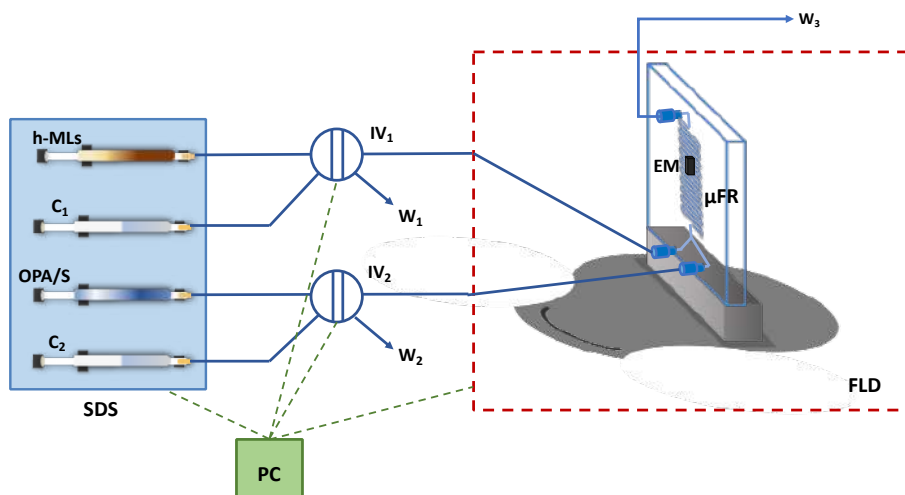 h-MLs
C₁
OPA/S
C₂
SDS
IV₁
W₁
IV₂
W₂
PC
W₃
EM
μFR
FLD